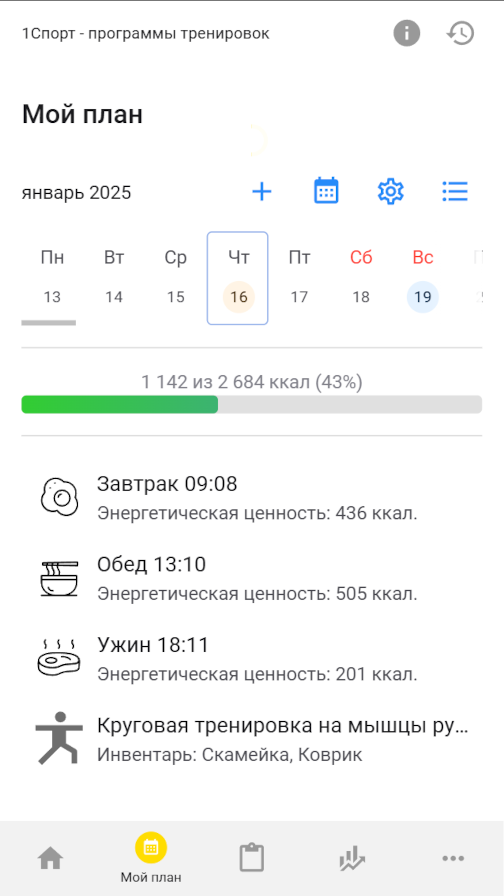 1Спорт - программы тренировок
Мой план
январь 2025
Пн Вт Ср Чт Пт Сб Вс
13 14 15 16 17 18 19
1 142 из 2 684 ккал (43%)
Завтрак 09:08
Энергетическая ценность: 436 ккал.
Обед 13:10
Энергетическая ценность: 505 ккал.
Ужин 18:11
Энергетическая ценность: 201 ккал.
Круговая тренировка на мышцы ру...
Инвентарь: Скамейка, Коврик
Мой план